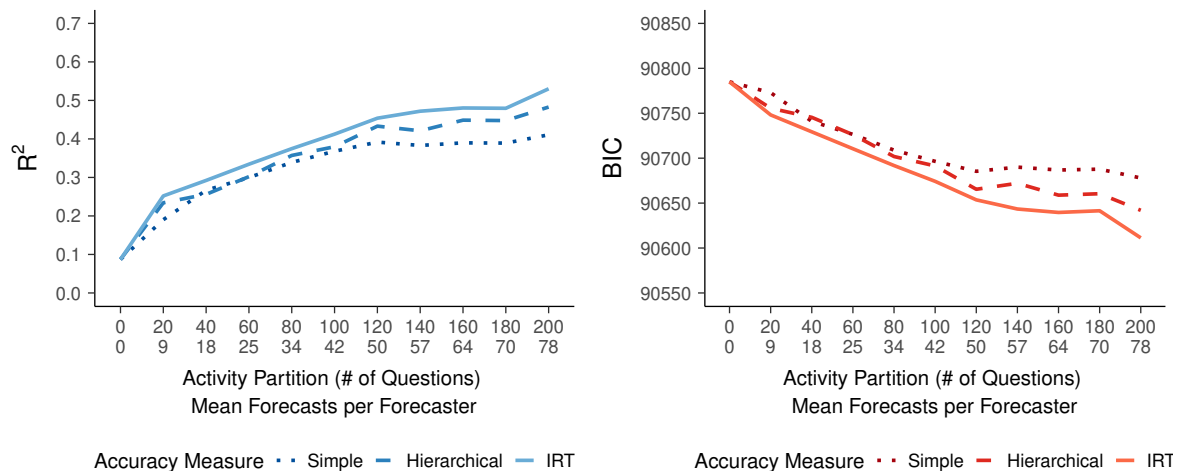 0.7
0.6
0.5
0.4
0.3
0.2
0.1
0.0
R²
0 20 40 60 80 100 120 140 160 180 200
0 9 18 25 34 42 50 57 64 70 78
Activity Partition (# of Questions)
Mean Forecasts per Forecaster
Accuracy Measure Simple Hierarchical IRT
90850
90800
90750
90700
90650
90600
90550
BIC
0 20 40 60 80 100 120 140 160 180 200
0 9 18 25 34 42 50 57 64 70 78
Activity Partition (# of Questions)
Mean Forecasts per Forecaster
Accuracy Measure Simple Hierarchical IRT